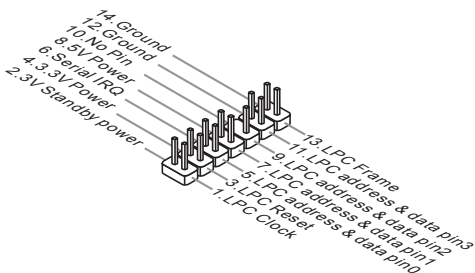 14.Ground
12.Ground
10.No Pin
8.5V Power
6.Serial IRQ
4.3.3V Power
2.3V Standby power
13.LPC Frame
11.LPC address & data pin3
9.LPC address & data pin2
7.LPC address & data pin1
5.LPC address & data pin0
3.LPC Reset
1.LPC Clock